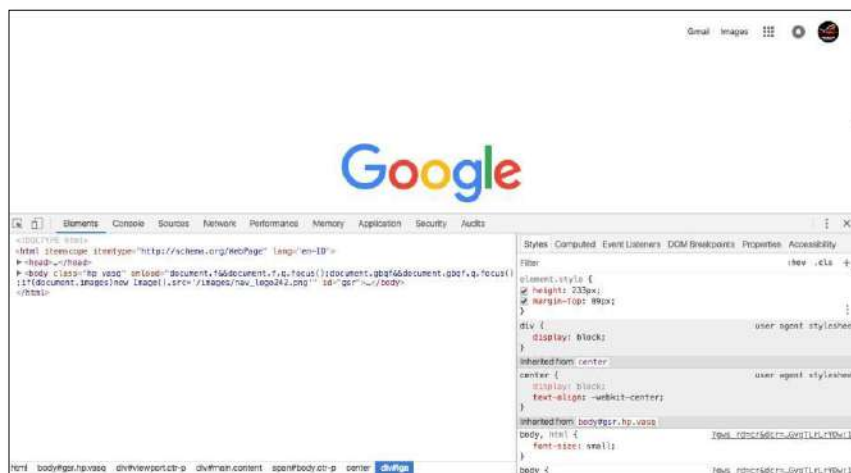 Gmail Images
Google
Elements Console Sources Network Performance Memory Application Security Audits
<!DOCTYPE html>
<html itemscope itemtype="http://schema.org/WebPage" lang="en-ID">
<head>…</head>
<body class="hp vasq" onload="document.f&&document.f.q.focus();document.gbqf&&document.gbqf.q.focus()
;if(document.images)new Image().src='/images/nav_logo242.png'" id="gsr">…</body>
</html>
html body#gsr.hp.vasq div#viewport.ctr-p div#main.content span#body.ctr-p center div#lga
Styles Computed Event Listeners DOM Breakpoints Properties Accessibility
Filter :hov .cls +
element.style {
height: 233px;
margin-top: 89px;
}
div { user agent styleshee
display: block;
}
Inherited from center
center { user agent styleshee
display: block;
text-align: -webkit-center;
}
Inherited from body#gsr.hp.vasq
body, html {
font-size: small;
}
body {